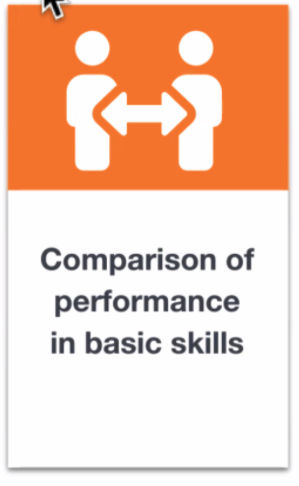 Comparison of
performance
in basic skills